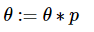 θ := θ * p